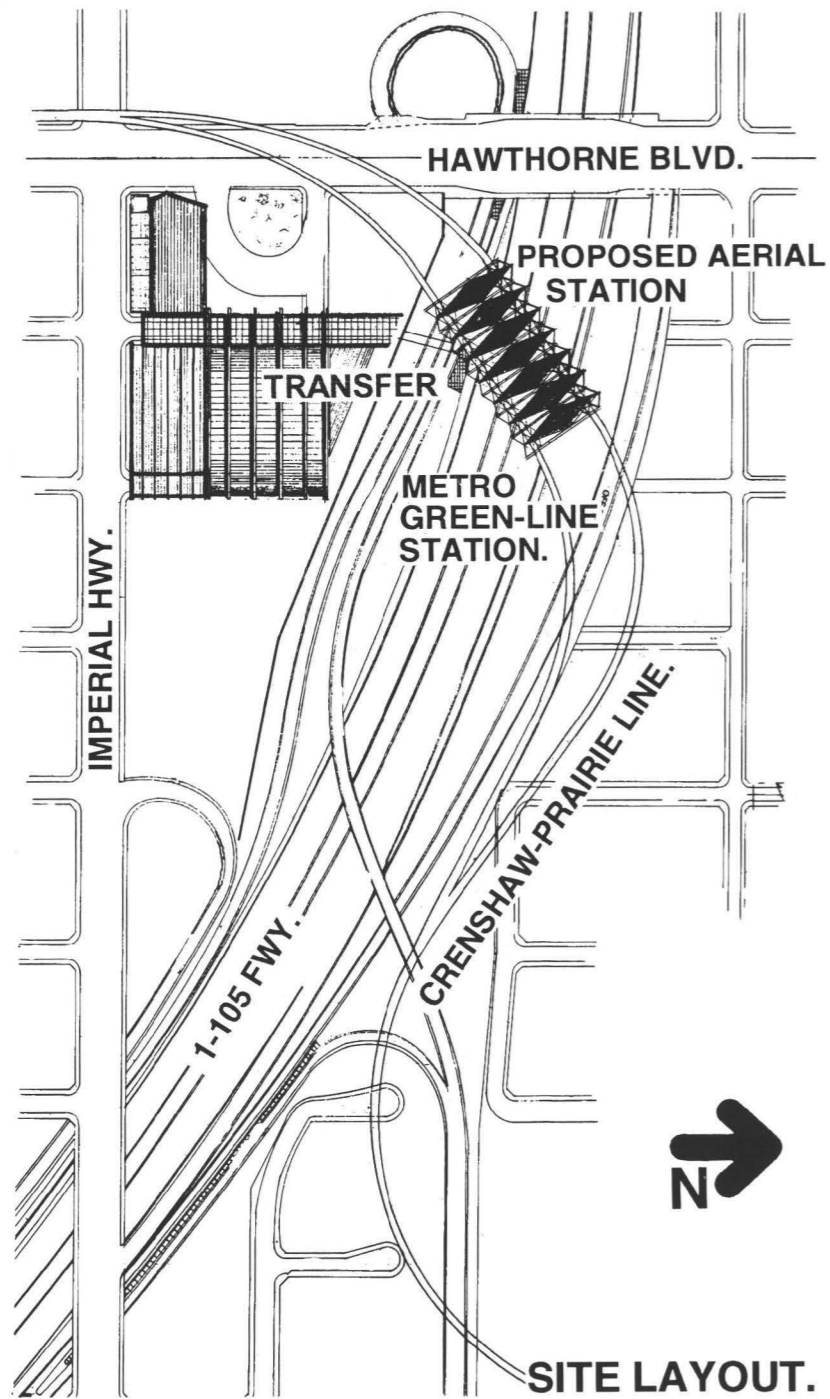 HAWTHORNE BLVD.
PROPOSED AERIAL
STATION
TRANSFER
METRO
GREEN-LINE
STATION.
IMPERIAL HWY.
CRENSHAW-PRAIRIE LINE.
1-105 FWY.
N
SITE LAYOUT.